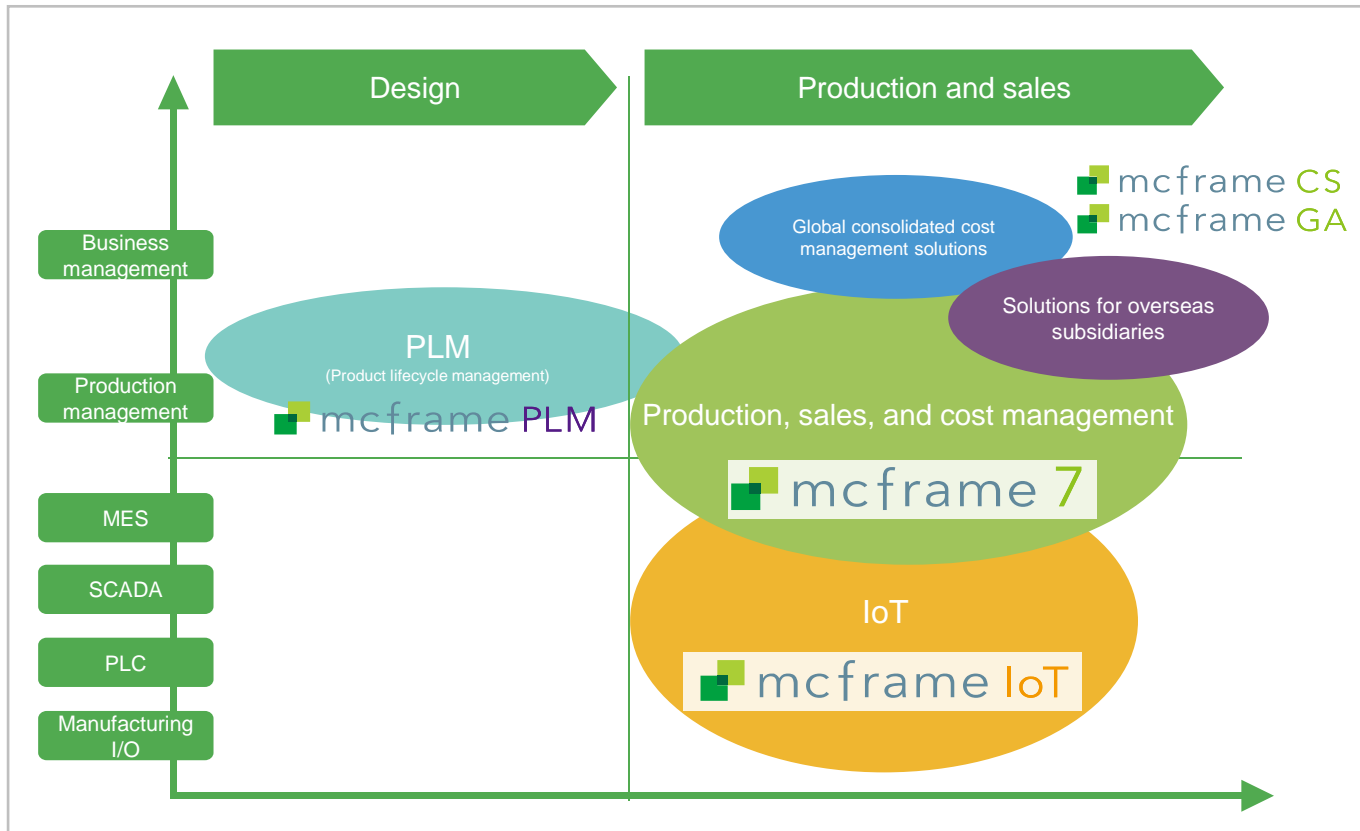 Design
Production and sales
mcframe CS
mcframe GA
Global consolidated cost
management solutions
Business
management
Solutions for overseas
subsidiaries
PLM
(Product lifecycle management)
Production
management
mcframe PLM
Production, sales, and cost management
mcframe 7
MES
SCADA
IoT
PLC
mcframe IoT
Manufacturing
I/O